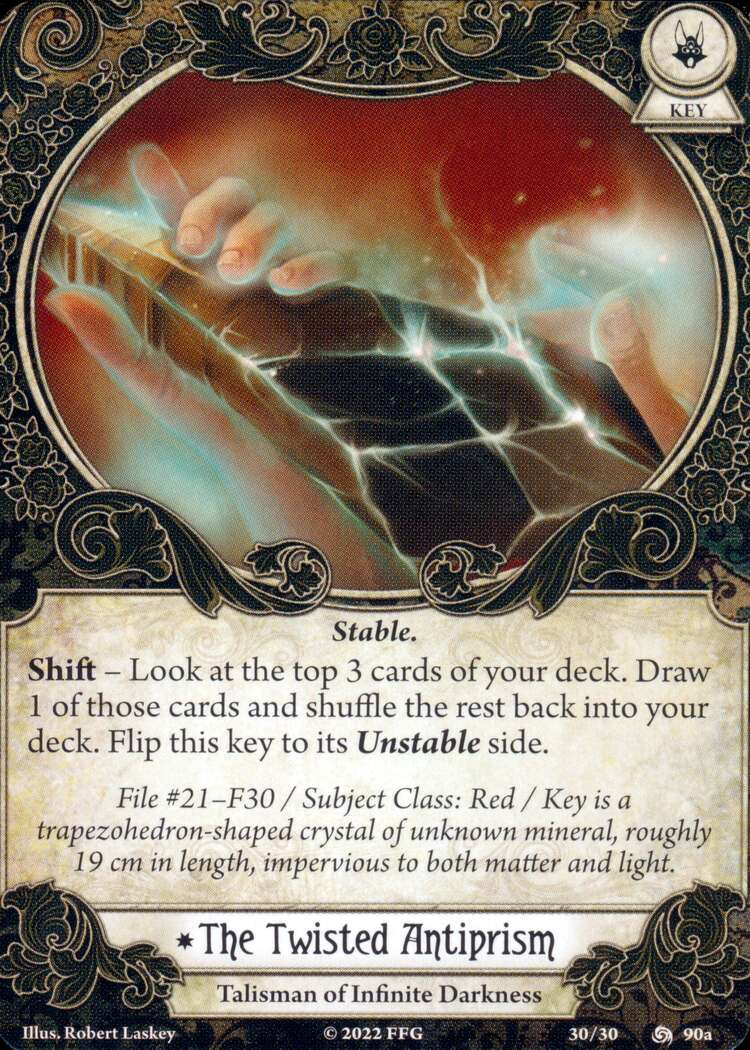 KEY
Stable.
Shift – Look at the top 3 cards of your deck. Draw
1 of those cards and shuffle the rest back into your
deck. Flip this key to its Unstable side.
File #21–F30 / Subject Class: Red / Key is a
trapezohedron-shaped crystal of unknown mineral, roughly
19 cm in length, impervious to both matter and light.
✶The Twisted Antiprism
Talisman of Infinite Darkness
Illus. Robert Laskey © 2022 FFG 30/30 90a